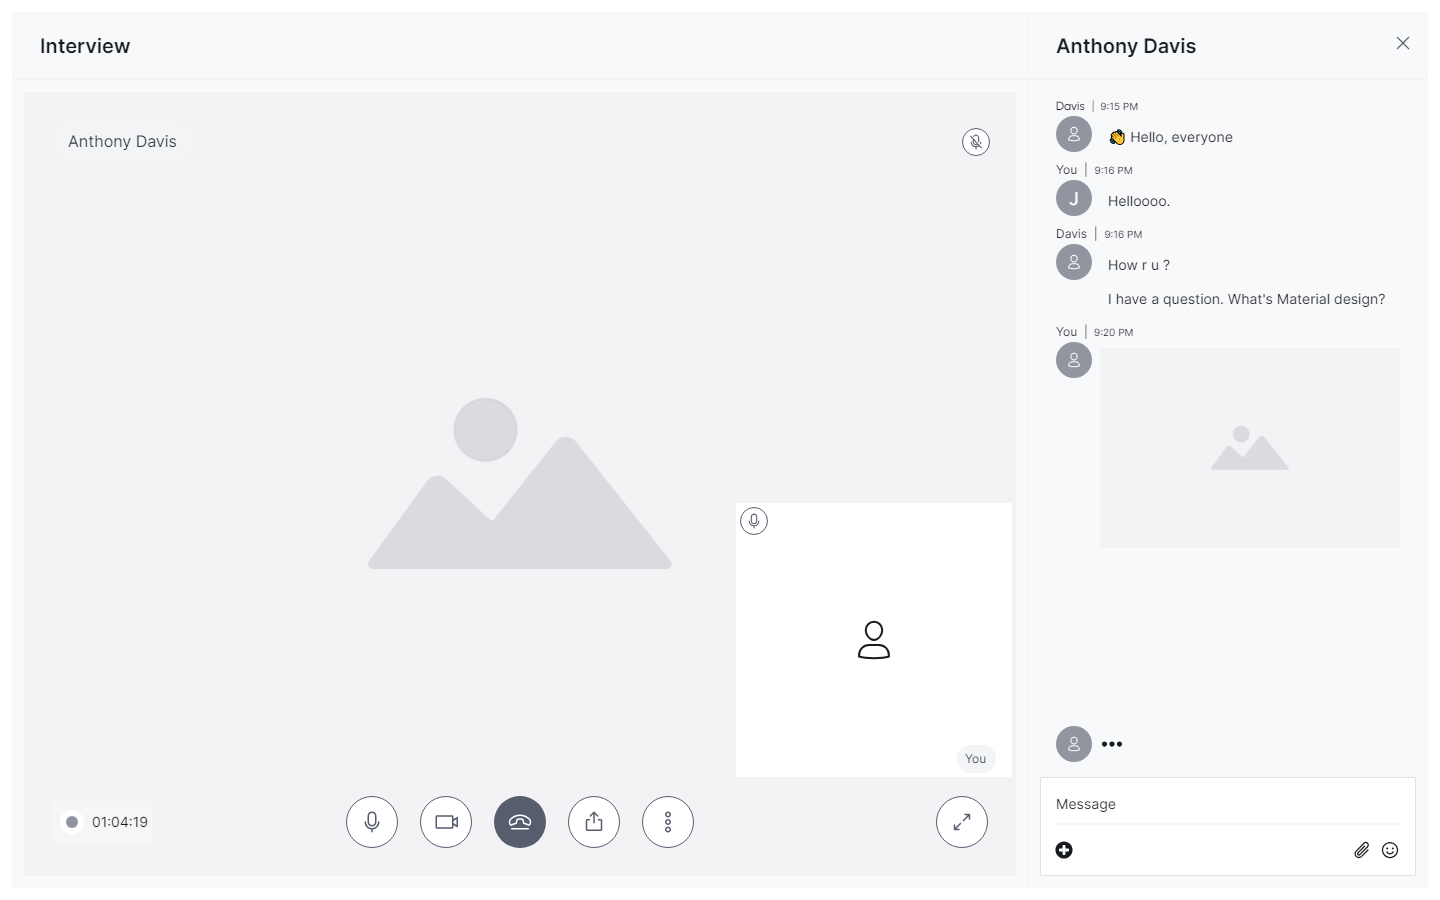 Interview
Anthony Davis
Anthony Davis
You
01:04:19
Davis | 9:15 PM
👏 Hello, everyone
You | 9:16 PM
J
Helloooo.
Davis | 9:16 PM
How r u ?
I have a question. What's Material design?
You | 9:20 PM
Message